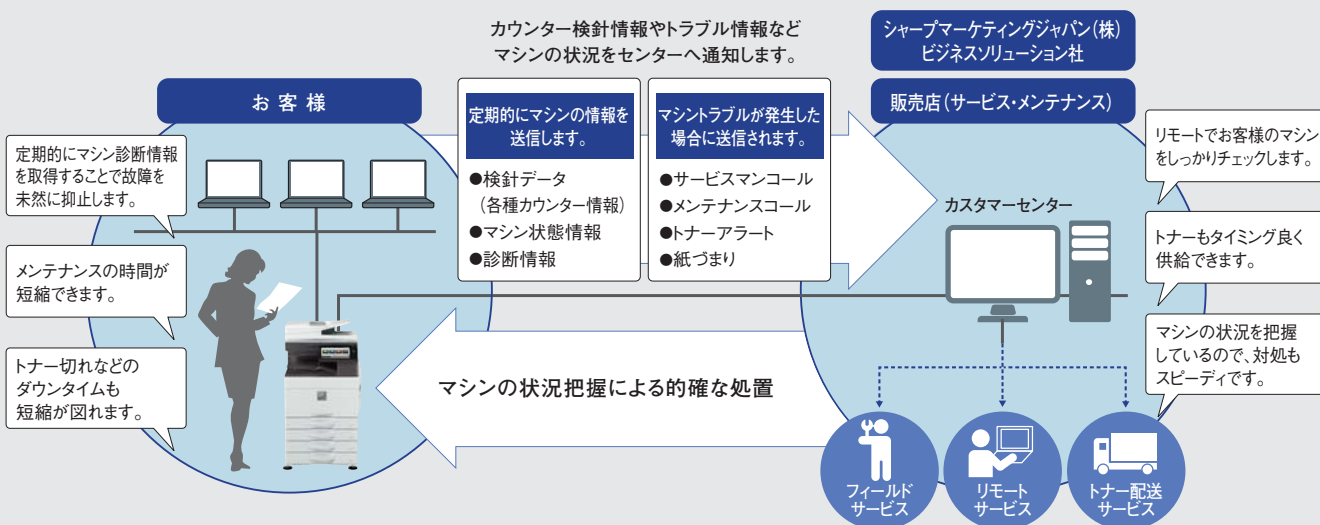 カウンター検針情報やトラブル情報など
マシンの状況をセンターへ通知します。
シャープマーケティングジャパン(株)
ビジネスソリューション社
お客様
販売店(サービス・メンテナンス)
定期的にマシン診断情報
を取得することで故障を
未然に抑止します。
メンテナンスの時間が
短縮できます。
トナー切れなどの
ダウンタイムも
短縮が図れます。
定期的にマシンの情報を
送信します。
●検針データ
(各種カウンター情報)
●マシン状態情報
●診断情報
マシントラブルが発生した
場合に送信されます。
●サービスマンコール
●メンテナンスコール
●トナーアラート
●紙づまり
カスタマーセンター
リモートでお客様のマシン
をしっかりチェックします。
トナーもタイミング良く
供給できます。
マシンの状況を把握
しているので、対処も
スピーディです。
マシンの状況把握による的確な処置
フィールド
サービス
リモート
サービス
トナー配送
サービス